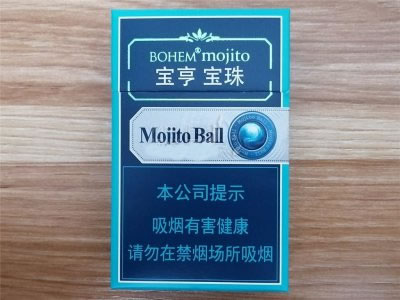 BOHEM® mojito
宝亨 宝珠
Mojito Ball
本公司提示
吸烟有害健康
请勿在禁烟场所吸烟